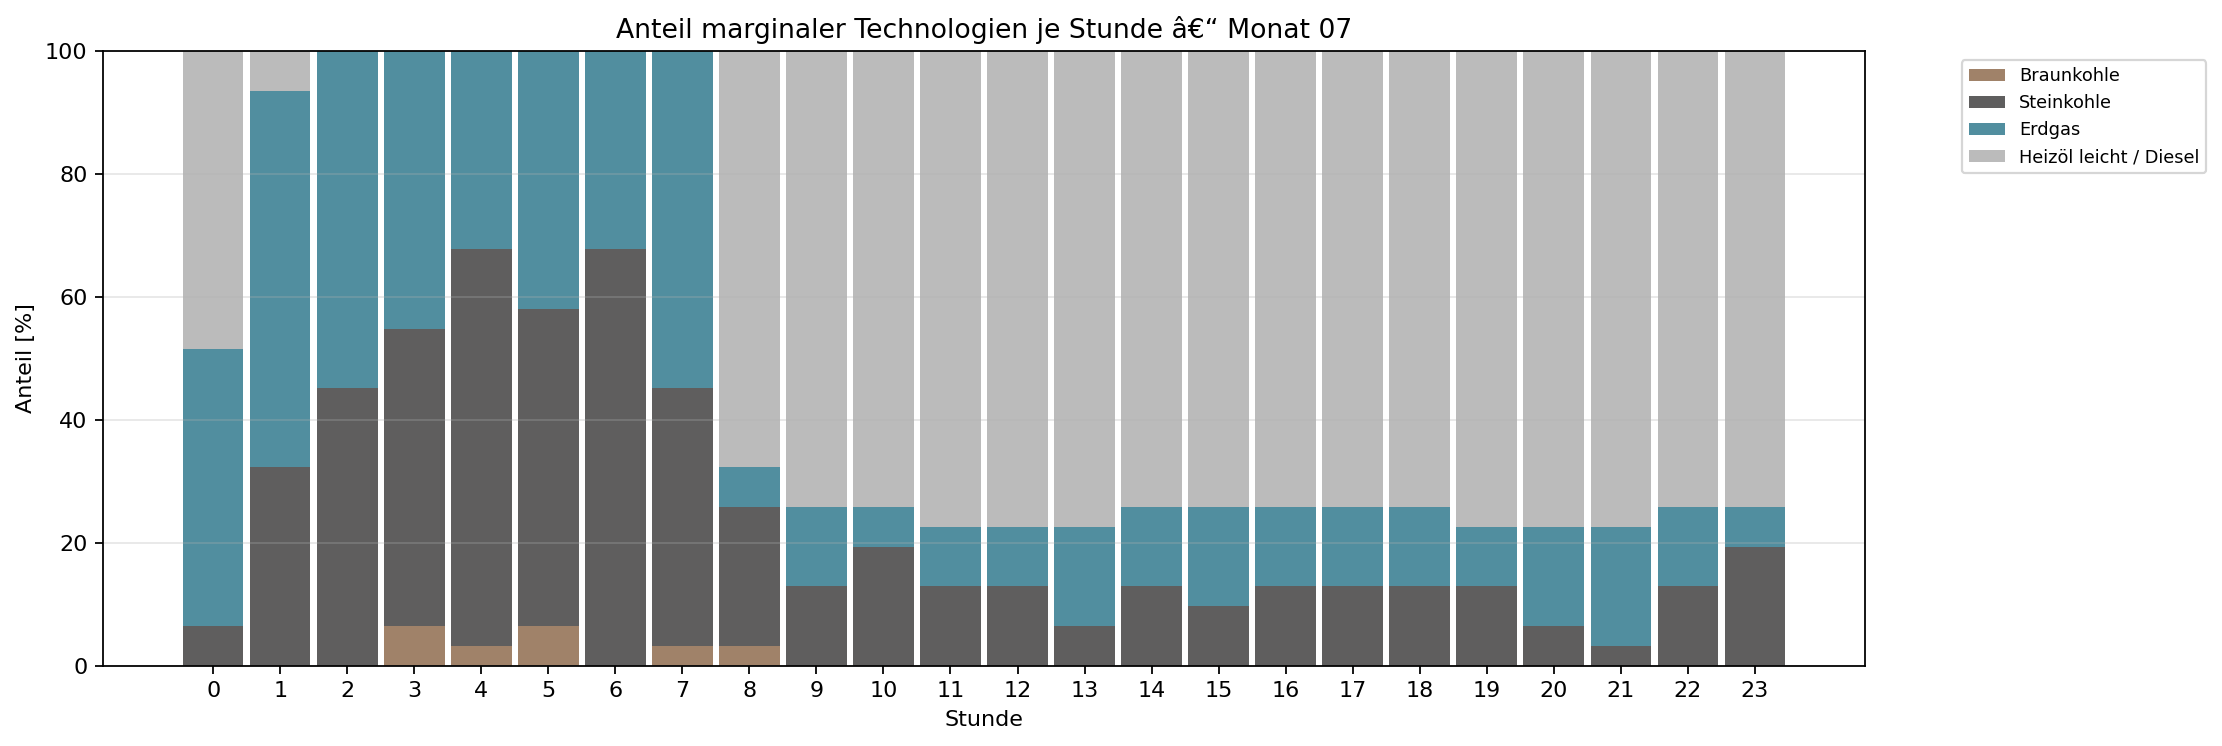 Anteil marginaler Technologien je Stunde â€“ Monat 07
Braunkohle
Steinkohle
Erdgas
Heizöl leicht / Diesel
Anteil [%]
100
80
60
40
20
0
0 1 2 3 4 5 6 7 8 9 10 11 12 13 14 15 16 17 18 19 20 21 22 23
Stunde